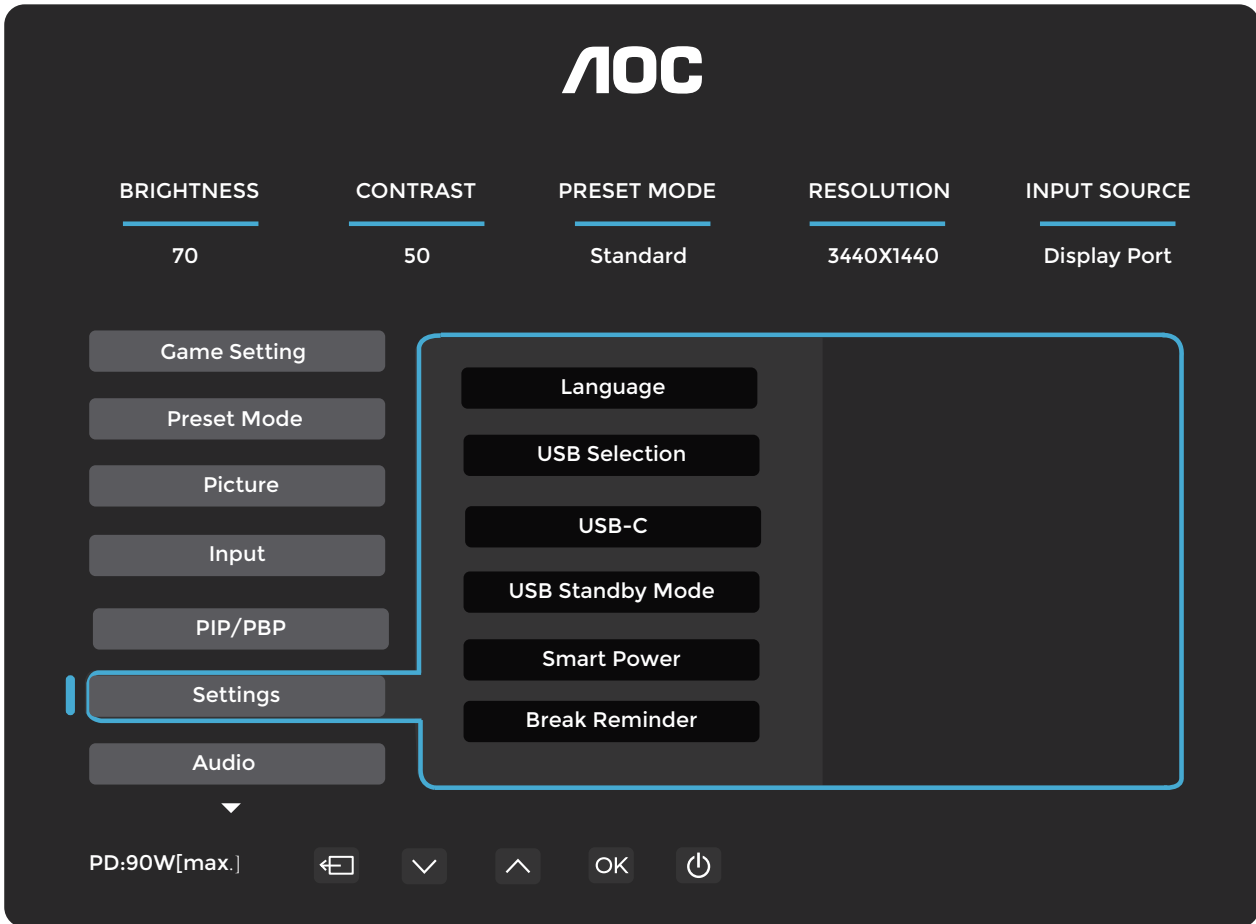 AOC
BRIGHTNESS CONTRAST PRESET MODE RESOLUTION INPUT SOURCE
70 50 Standard 3440X1440 Display Port
Game Setting
Preset Mode
Picture
Input
PIP/PBP
Settings
Audio
Language
USB Selection
USB-C
USB Standby Mode
Smart Power
Break Reminder
PD:90W[max.]
OK